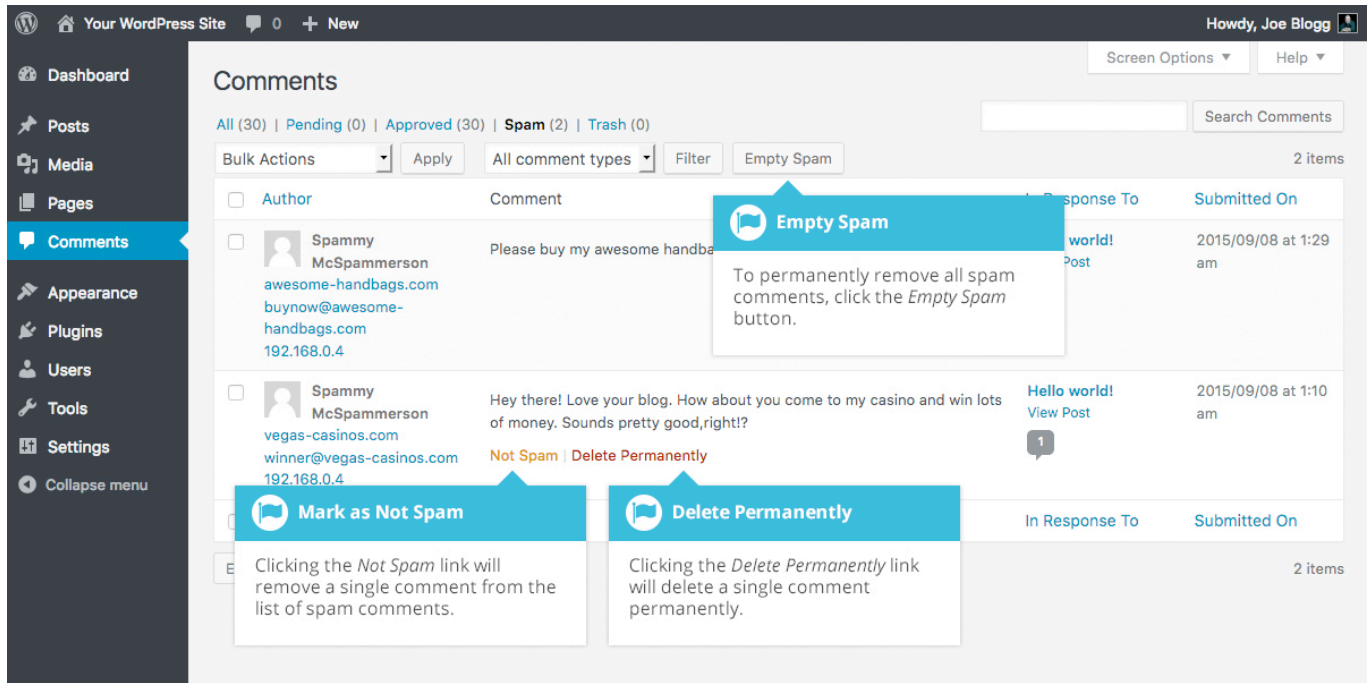 Your WordPress Site 0 + New
Howdy, Joe Blogg
Dashboard
Posts
Media
Pages
Comments
Appearance
Plugins
Users
Tools
Settings
Collapse menu
Screen Options ▼ Help ▼
Comments
All (30) | Pending (0) | Approved (30) | Spam (2) | Trash (0)
Search Comments
Bulk Actions Apply All comment types Filter Empty Spam
2 items
Author Comment sponse To Submitted On
Spammy
McSpammerson
awesome-handbags.com
buynow@awesome-
handbags.com
192.168.0.4
Please buy my awesome handba
world!
Post
2015/09/08 at 1:29
am
Empty Spam
To permanently remove all spam
comments, click the Empty Spam
button.
Spammy
McSpammerson
vegas-casinos.com
winner@vegas-casinos.com
192.168.0.4
Hey there! Love your blog. How about you come to my casino and win lots
of money. Sounds pretty good,right!?
Not Spam | Delete Permanently
Hello world!
View Post
1
2015/09/08 at 1:10
am
In Response To Submitted On
2 items
Mark as Not Spam
Clicking the Not Spam link will
remove a single comment from the
list of spam comments.
Delete Permanently
Clicking the Delete Permanently link
will delete a single comment
permanently.